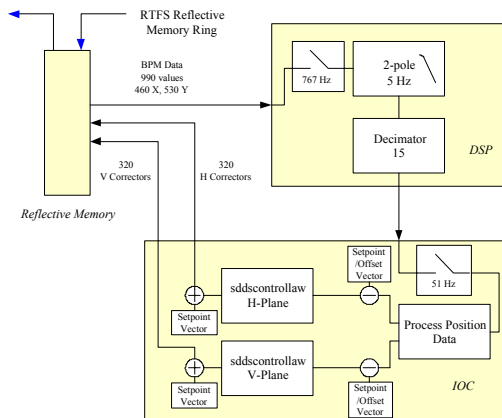 RTFS Reflective
Memory Ring
BPM Data
990 values
460 X, 530 Y
767 Hz
2-pole
5 Hz
Decimator
15
DSP
320
V Correctors
320
H Correctors
Reflective Memory
Setpoint
/Offset
Vector
51 Hz
sddscontrollaw
H-Plane
Setpoint
Vector
Process Position
Data
sddscontrollaw
V-Plane
Setpoint
Vector
Setpoint
/Offset
Vector
IOC